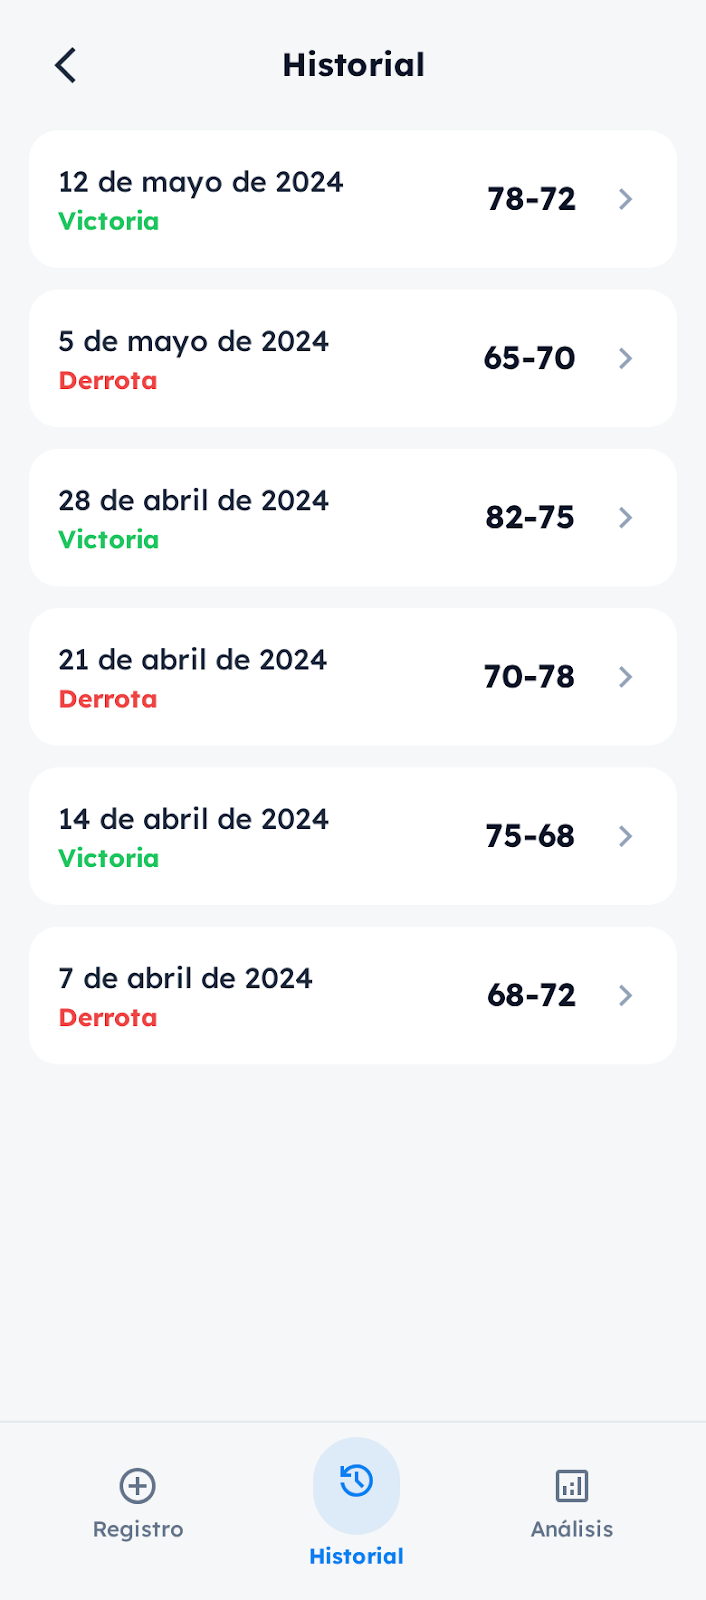 Historial
12 de mayo de 2024
Victoria
78-72
5 de mayo de 2024
Derrota
65-70
28 de abril de 2024
Victoria
82-75
21 de abril de 2024
Derrota
70-78
14 de abril de 2024
Victoria
75-68
7 de abril de 2024
Derrota
68-72
Registro
Historial
Análisis